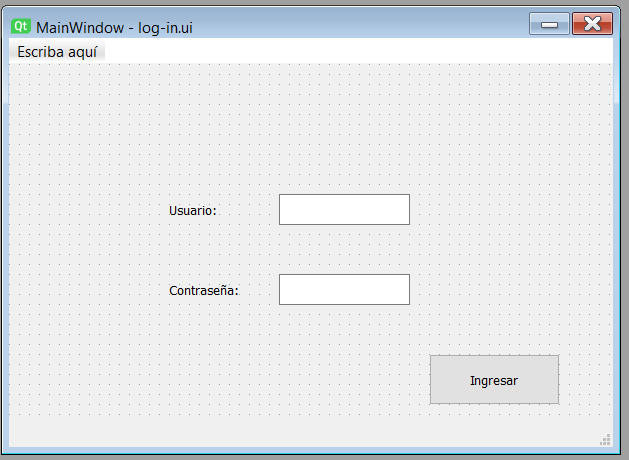 Qt MainWindow - log-in.ui
Escriba aquí
Usuario:
Contraseña:
Ingresar